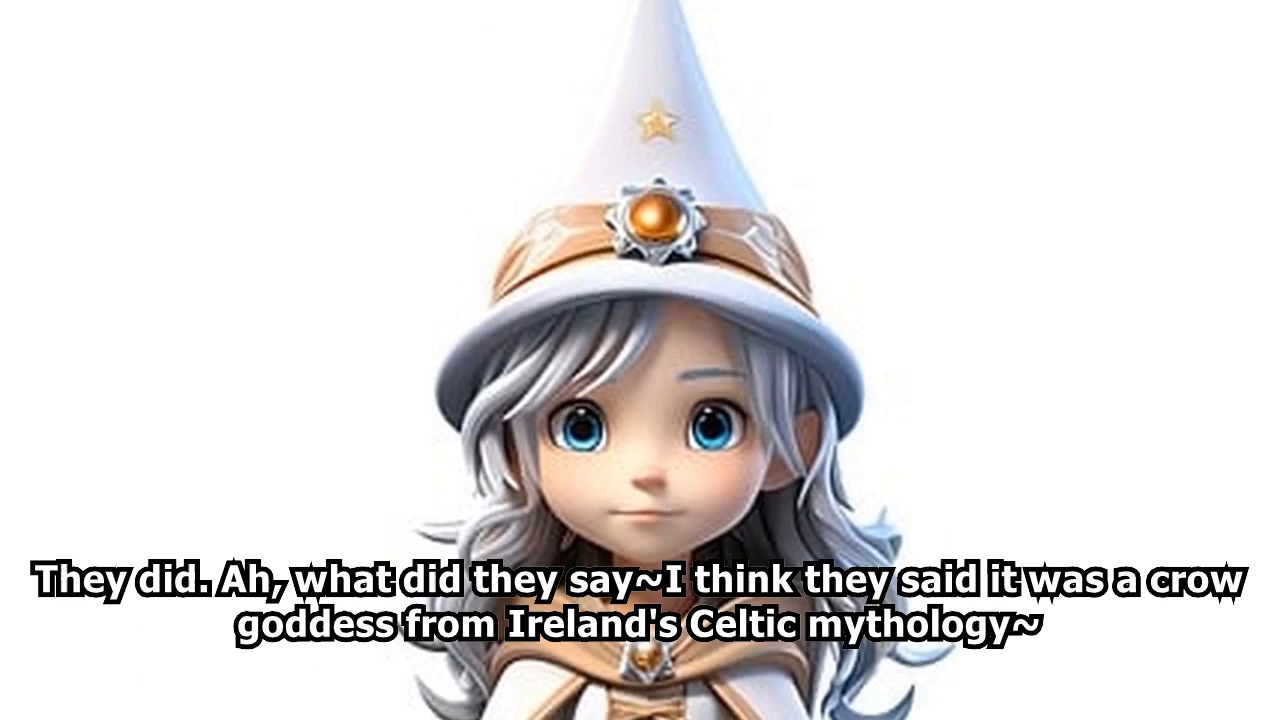 They did. Ah, what did they say~I think they said it was a crow
goddess from Ireland's Celtic mythology~